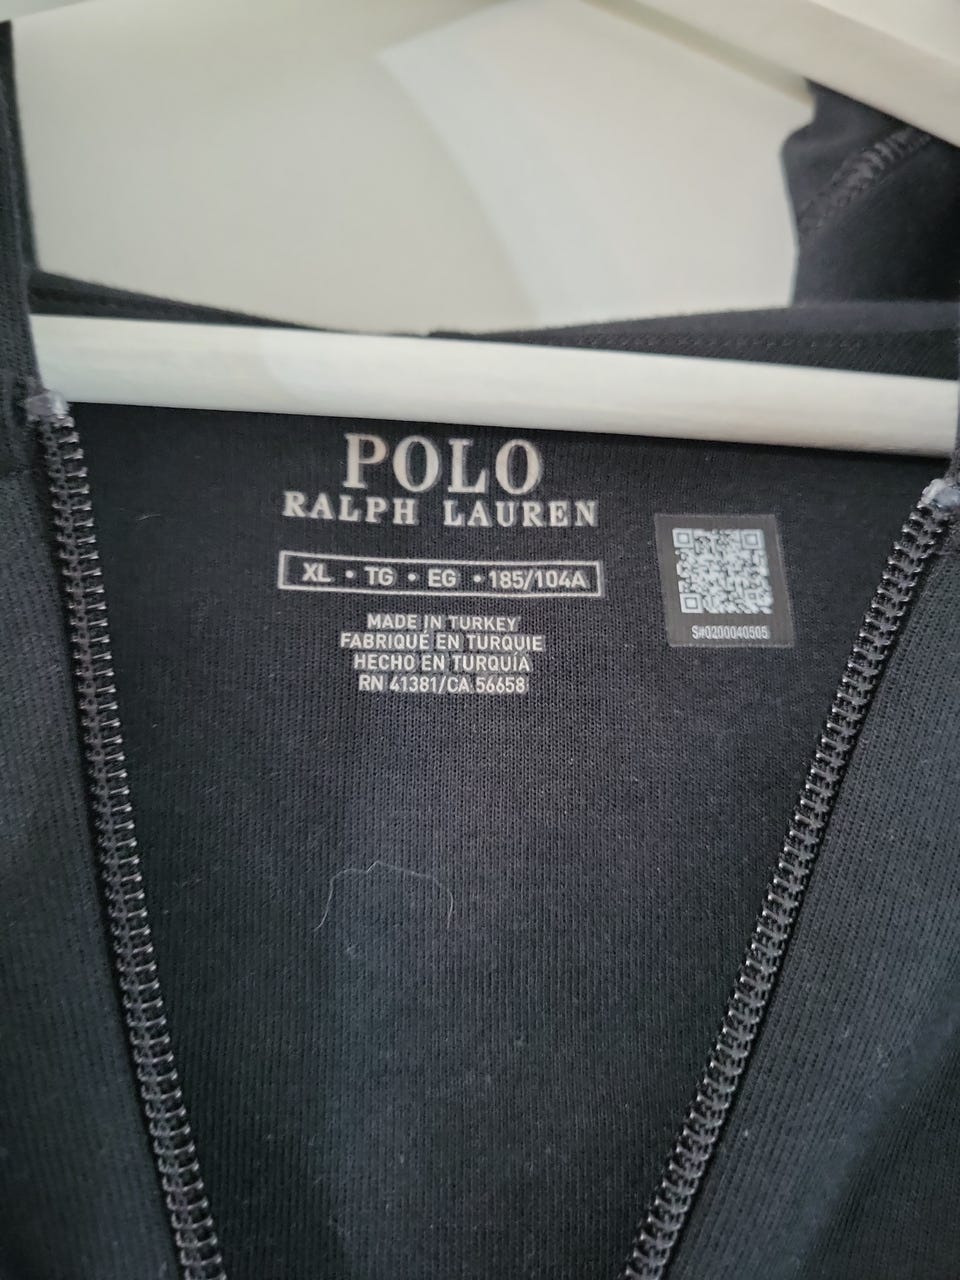 POLO
RALPH LAUREN
XL • TG • EG • 185/104A
MADE IN TURKEY
FABRIQUÉ EN TURQUIE
HECHO EN TURQUÍA
RN 41381/CA 56658
S#0200040505